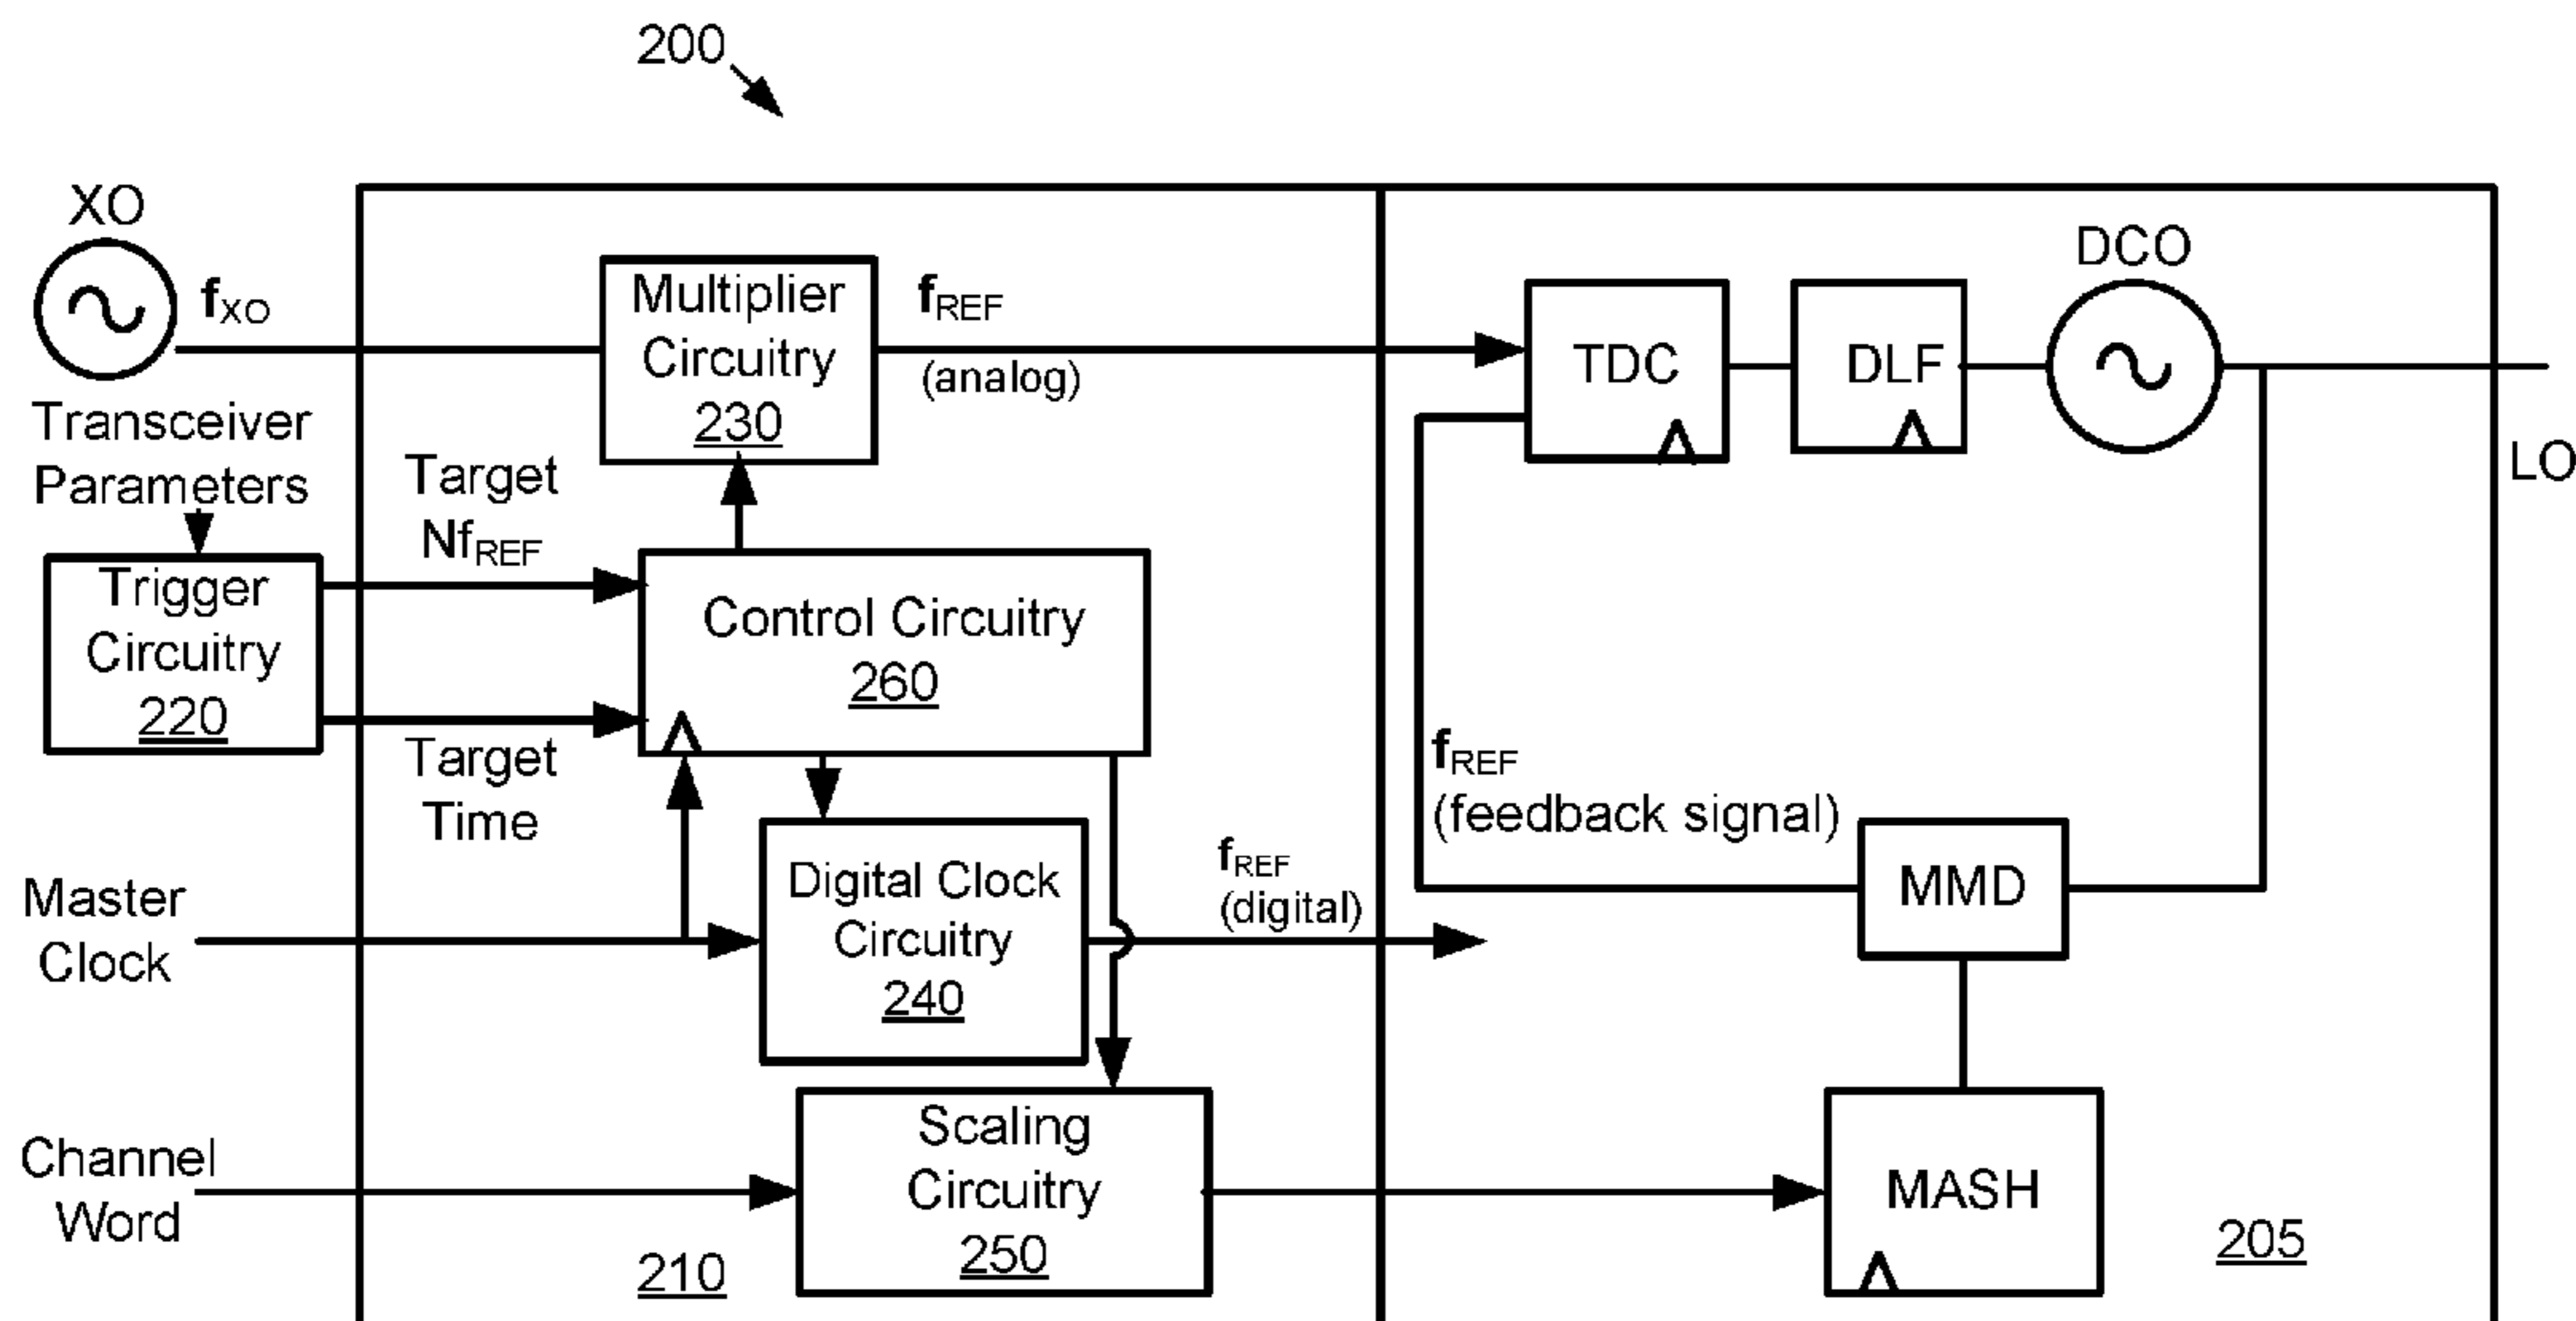 200
XO
fXO
Multiplier
Circuitry
230
fREF
(analog)
TDC
DLF
DCO
LO
Transceiver
Parameters
Target
NfREF
Trigger
Circuitry
220
Control Circuitry
260
Target
Time
fREF
(feedback signal)
MMD
Master
Clock
Digital Clock
Circuitry
240
fREF
(digital)
Channel
Word
Scaling
Circuitry
250
210
MASH
205